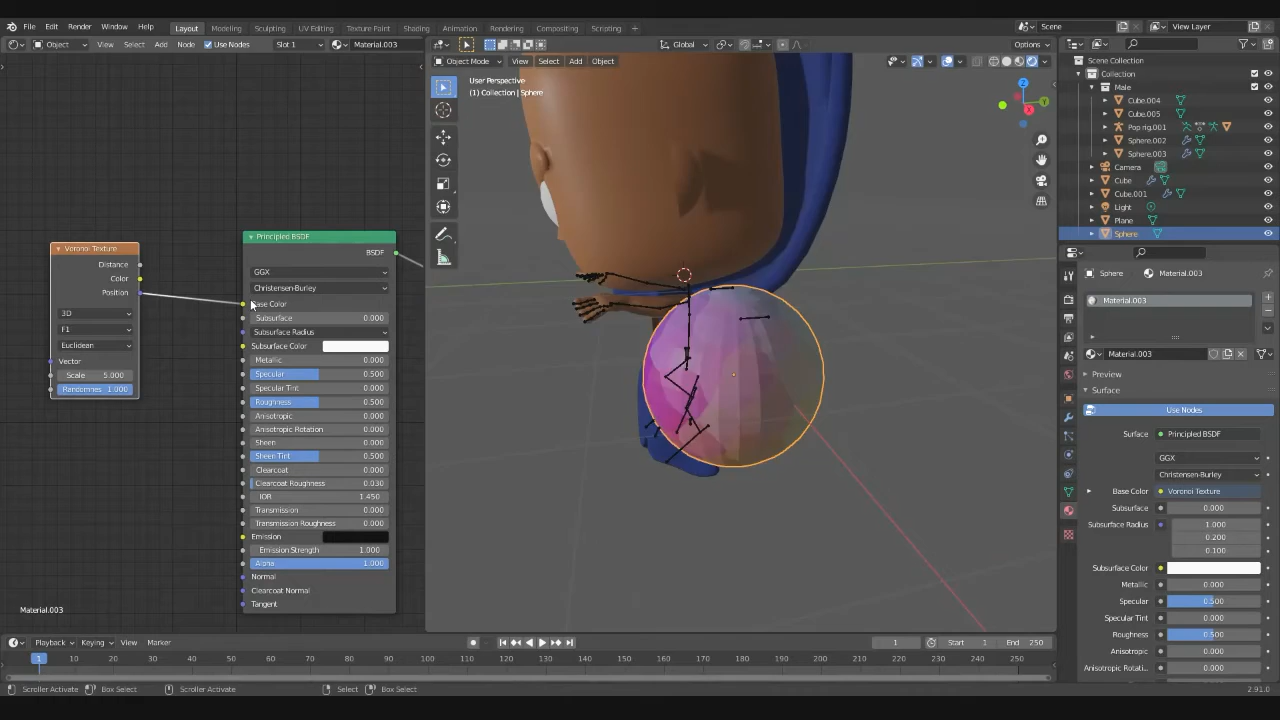 File Edit Render Window Help Layout Modeling Sculpting UV Editing Texture Paint Shading Animation Rendering Compositing Scripting Scene View Layer
Object View Select Add Node Use Nodes Slot 1 Material.003 Global Options
Object Mode View Select Add Object
User Perspective
(1) Collection | Sphere
Scene Collection
Collection
Male
Cube.004
Cube.005
Pop rig.001
Sphere.002
Sphere.003
Camera
Cube
Cube.001
Light
Plane
Sphere
Voronoi Texture
Distance
Color
Position
3D
F1
Euclidean
Vector
Scale 5.000
Randomnes 1.000
Principled BSDF
BSDF
GGX
Christensen-Burley
Base Color
Subsurface 0.000
Subsurface Radius
Subsurface Color
Metallic 0.000
Specular 0.500
Specular Tint 0.000
Roughness 0.500
Anisotropic 0.000
Anisotropic Rotation 0.000
Sheen 0.000
Sheen Tint 0.500
Clearcoat 0.000
Clearcoat Roughness 0.030
IOR 1.450
Transmission 0.000
Transmission Roughness 0.000
Emission
Emission Strength 1.000
Alpha 1.000
Normal
Clearcoat Normal
Tangent
Material.003
Z
Y
X
Sphere Material.003
Material.003
Material.003
Preview
Surface
Use Nodes
Surface Principled BSDF
GGX
Christensen-Burley
Base Color Voronoi Texture
Subsurface 0.000
Subsurface Radius 1.000
0.200
0.100
Subsurface Color
Metallic 0.000
Specular 0.500
Specular Tint 0.000
Roughness 0.500
Anisotropic 0.000
Anisotropic Rotati.. 0.000
Playback Keying View Marker 1 Start 1 End 250
1 10 20 30 40 50 60 70 80 90 100 110 120 130 140 150 160 170 180 190 200 210 220 230 240 250
Scroller Activate Box Select Scroller Activate Select Box Select 2.91.0